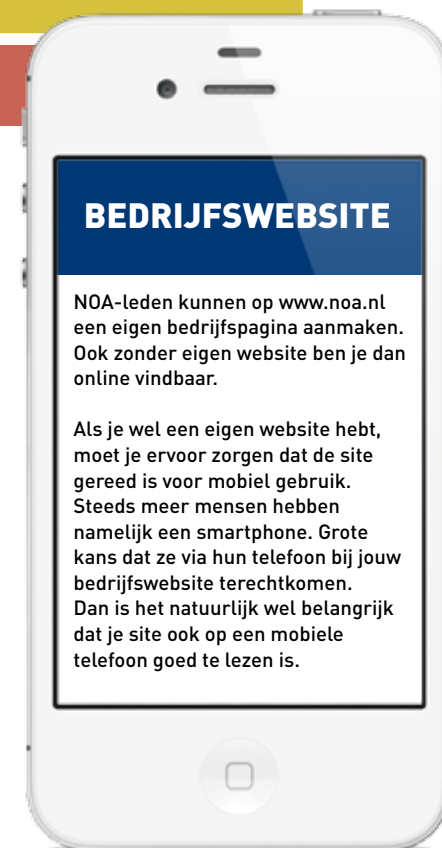 BEDRIJFSWEBSITE
NOA-leden kunnen op www.noa.nl
een eigen bedrijfspagina aanmaken.
Ook zonder eigen website ben je dan
online vindbaar.
Als je wel een eigen website hebt,
moet je ervoor zorgen dat de site
gereed is voor mobiel gebruik.
Steeds meer mensen hebben
namelijk een smartphone. Grote
kans dat ze via hun telefoon bij jouw
bedrijfswebsite terechtkomen.
Dan is het natuurlijk wel belangrijk
dat je site ook op een mobiele
telefoon goed te lezen is.